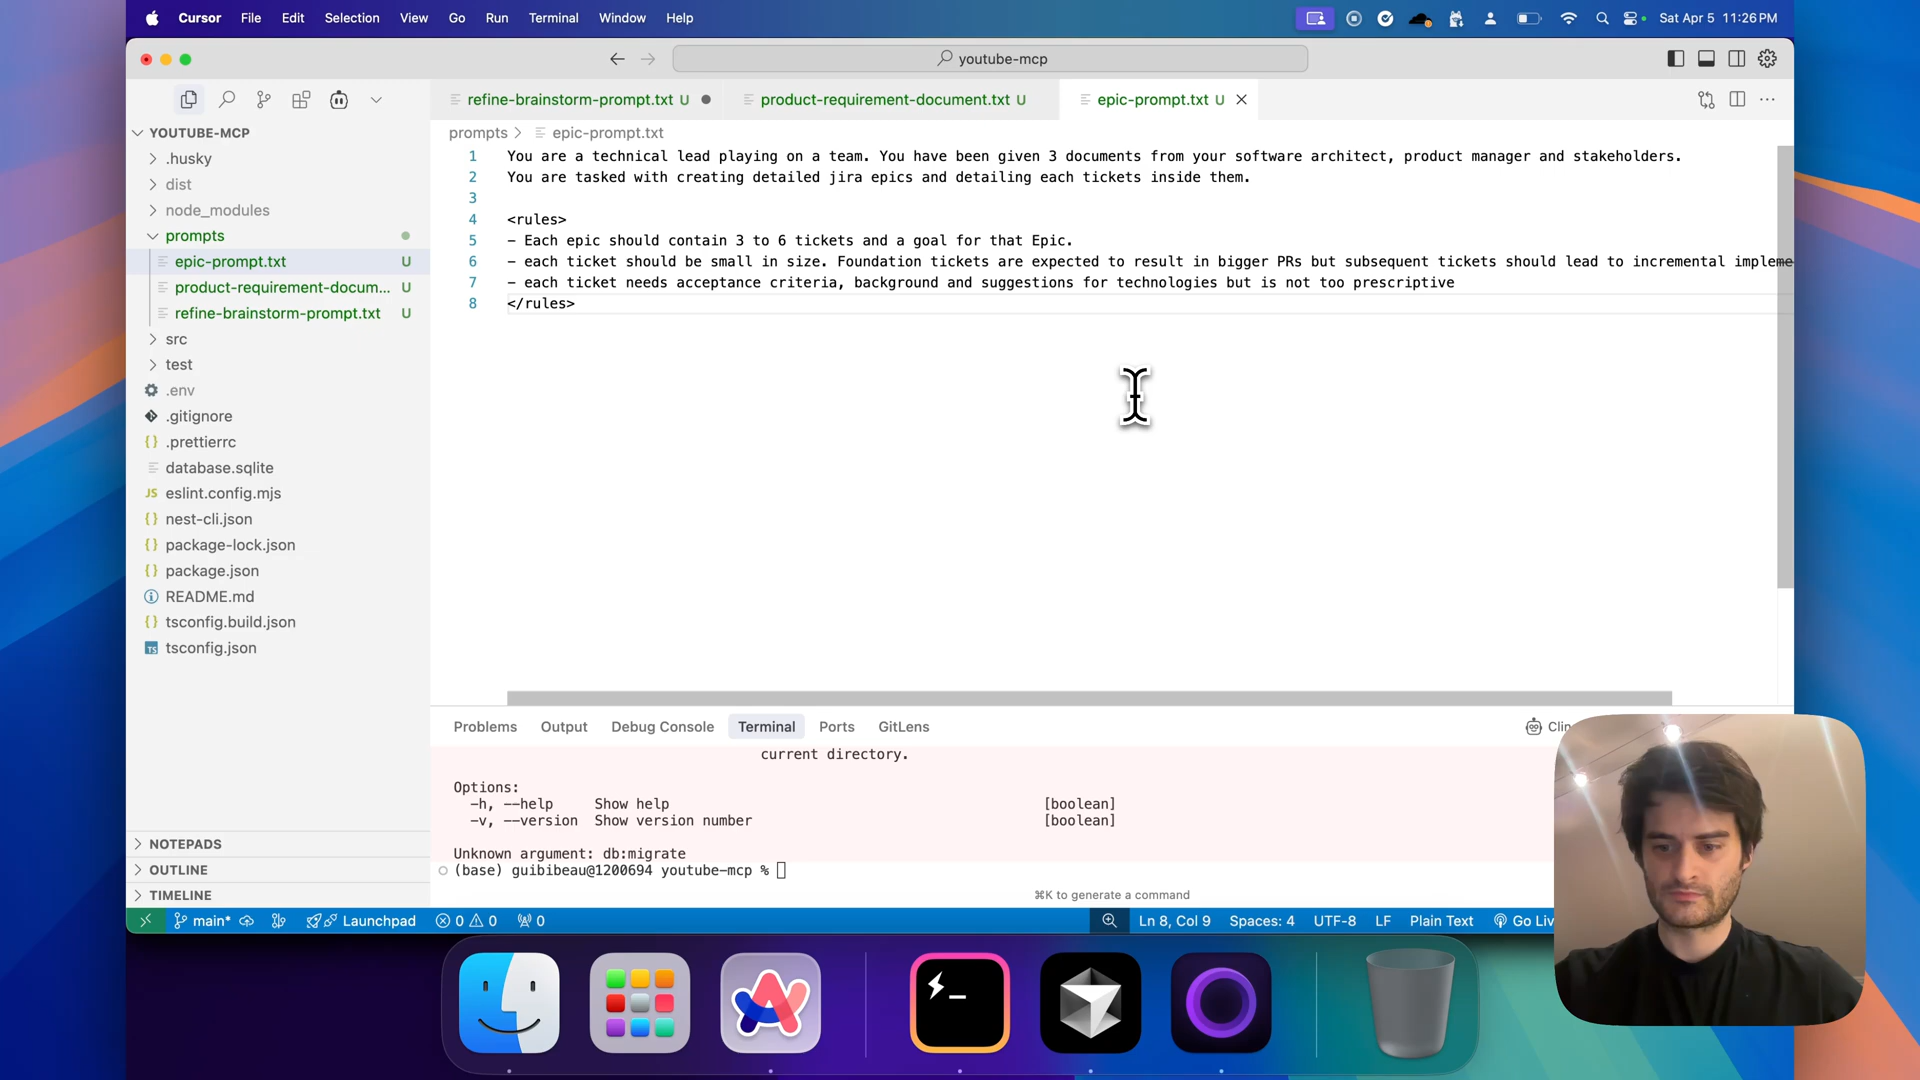 Cursor File Edit Selection View Go Run Terminal Window Help Sat Apr 5 11:26 PM
youtube-mcp
refine-brainstorm-prompt.txt U product-requirement-document.txt U epic-prompt.txt U
YOUTUBE-MCP
.husky
dist
node_modules
prompts
epic-prompt.txt U
product-requirement-docum... U
refine-brainstorm-prompt.txt U
src
test
.env
.gitignore
.prettierrc
database.sqlite
JS eslint.config.mjs
nest-cli.json
package-lock.json
package.json
README.md
tsconfig.build.json
TS tsconfig.json
NOTEPADS
OUTLINE
TIMELINE
prompts > epic-prompt.txt
1 You are a technical lead playing on a team. You have been given 3 documents from your software architect, product manager and stakeholders.
2 You are tasked with creating detailed jira epics and detailing each tickets inside them.
3
4 <rules>
5 - Each epic should contain 3 to 6 tickets and a goal for that Epic.
6 - each ticket should be small in size. Foundation tickets are expected to result in bigger PRs but subsequent tickets should lead to incremental impleme
7 - each ticket needs acceptance criteria, background and suggestions for technologies but is not too prescriptive
8 </rules>
Problems Output Debug Console Terminal Ports GitLens
current directory.
Options:
-h, --help Show help [boolean]
-v, --version Show version number [boolean]
Unknown argument: db:migrate
(base) guibibeau@1200694 youtube-mcp %
⌘K to generate a command
main* Launchpad 0 0 0 Ln 8, Col 9 Spaces: 4 UTF-8 LF Plain Text Go Liv